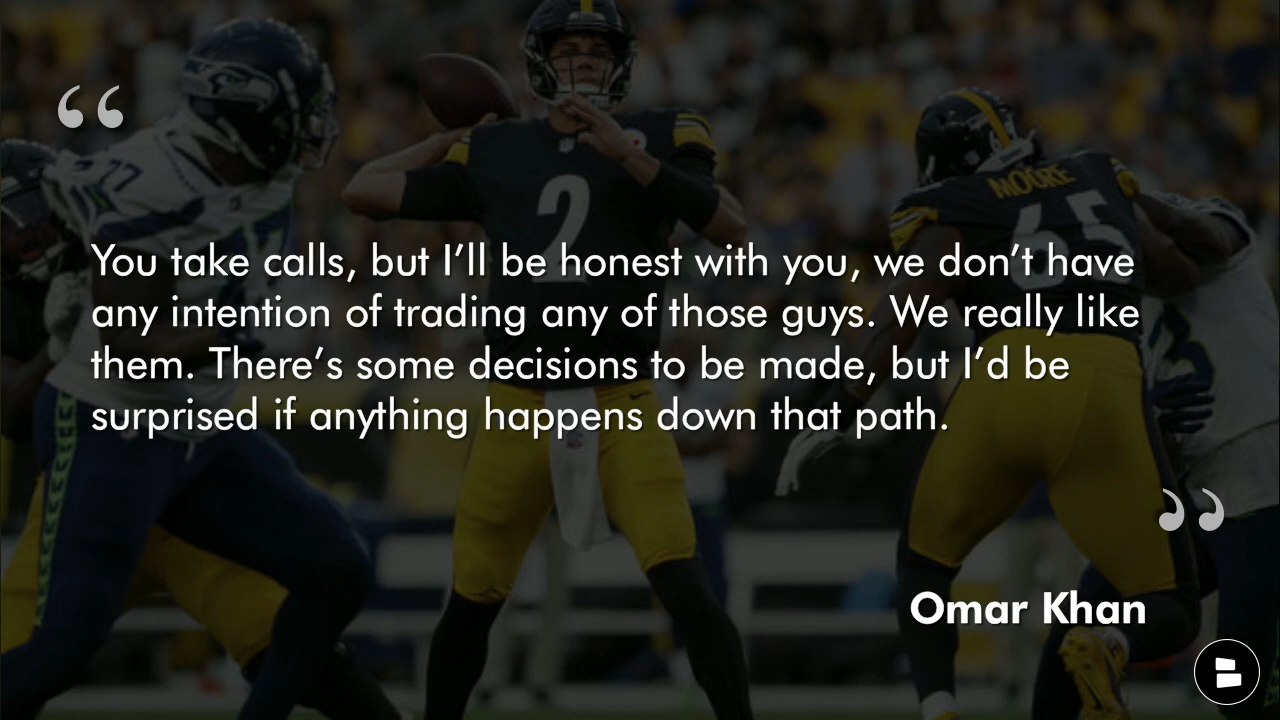 “
You take calls, but I’ll be honest with you, we don’t have
any intention of trading any of those guys. We really like
them. There’s some decisions to be made, but I’d be
surprised if anything happens down that path.
”
Omar Khan
2
MOORE
65
77